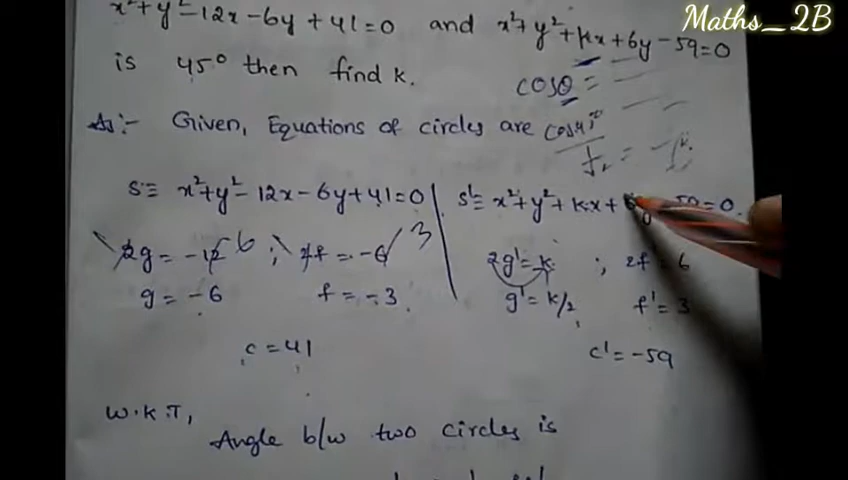 Maths_2B
x²+y²-12x-6y+41=0 and x²+y²+kx+6y-59=0
is 45° then find k.
cosθ =
As:- Given, Equations of circles are cos45°
S≡ x²+y²-12x-6y+41=0 S'≡ x²+y²+kx+6y-59=0
2g=-12 6 ; 2f=-6 3 2g'=k ; 2f=6
g=-6 f=-3 g'=k/2 f'=3
c=41 c'=-59
W.K.T,
Angle b/w two circles is